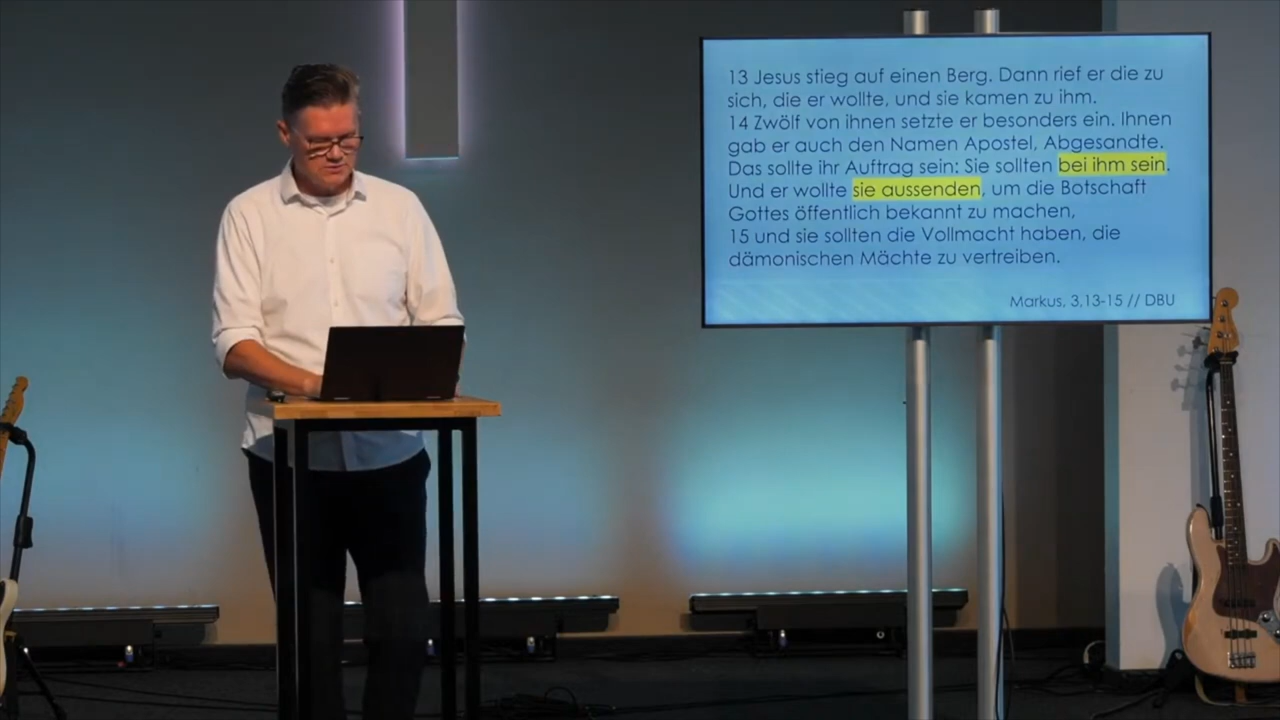 13 Jesus stieg auf einen Berg. Dann rief er die zu
sich, die er wollte, und sie kamen zu ihm.
14 Zwölf von ihnen setzte er besonders ein. Ihnen
gab er auch den Namen Apostel, Abgesandte.
Das sollte ihr Auftrag sein: Sie sollten bei ihm sein.
Und er wollte sie aussenden, um die Botschaft
Gottes öffentlich bekannt zu machen,
15 und sie sollten die Vollmacht haben, die
dämonischen Mächte zu vertreiben.
Markus, 3,13-15 // DBU